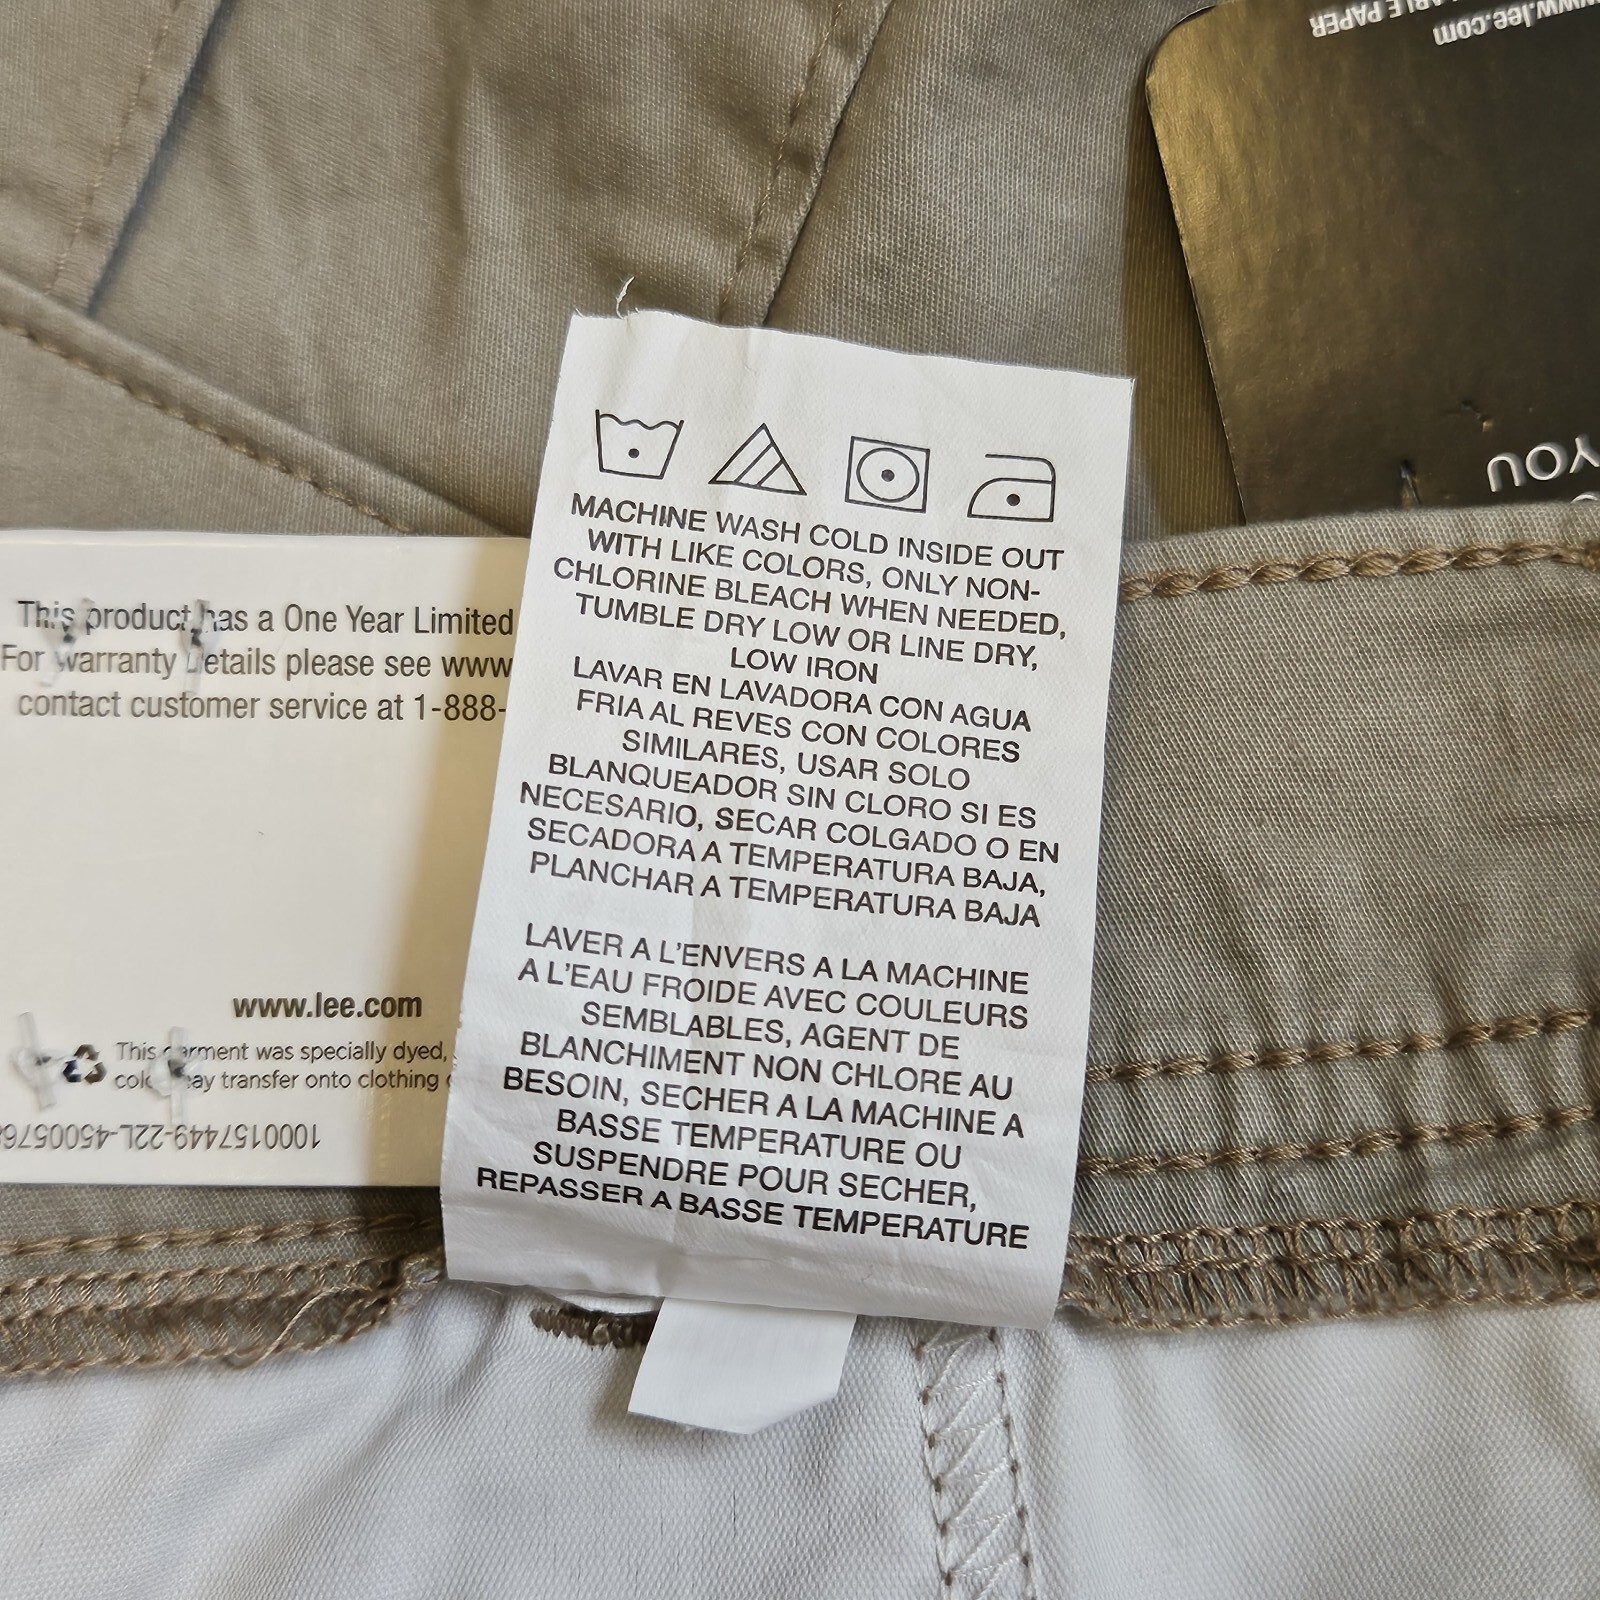 ABLE PAPER
www.lee.com
YOU
MACHINE WASH COLD INSIDE OUT
WITH LIKE COLORS, ONLY NON-
CHLORINE BLEACH WHEN NEEDED,
TUMBLE DRY LOW OR LINE DRY,
LOW IRON
LAVAR EN LAVADORA CON AGUA
FRIA AL REVES CON COLORES
SIMILARES, USAR SOLO
BLANQUEADOR SIN CLORO SI ES
NECESARIO, SECAR COLGADO O EN
SECADORA A TEMPERATURA BAJA,
PLANCHAR A TEMPERATURA BAJA
LAVER A L'ENVERS A LA MACHINE
A L'EAU FROIDE AVEC COULEURS
SEMBLABLES, AGENT DE
BLANCHIMENT NON CHLORE AU
BESOIN, SECHER A LA MACHINE A
BASSE TEMPERATURE OU
SUSPENDRE POUR SECHER,
REPASSER A BASSE TEMPERATURE
This product has a One Year Limited
For warranty details please see www
contact customer service at 1-888-
www.lee.com
This garment was specially dyed,
color may transfer onto clothing
1000157449-22L-45005768